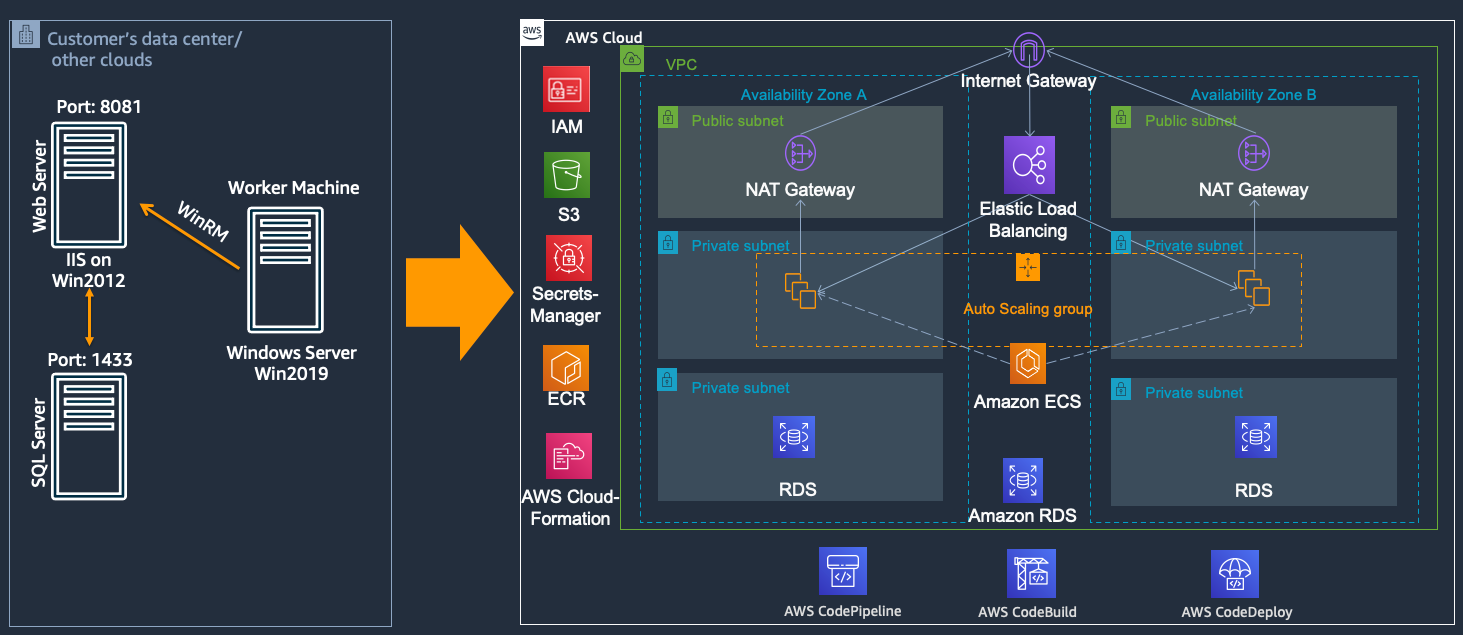 Customer's data center/
other clouds
Port: 8081
Web Server
IIS on
Win2012
WinRM
Worker Machine
Windows Server
Win2019
Port: 1433
SQL Server
aws
AWS Cloud
IAM
S3
Secrets-
Manager
ECR
AWS Cloud-
Formation
VPC
Internet Gateway
Availability Zone A
Public subnet
NAT Gateway
Private subnet
Private subnet
RDS
Elastic Load
Balancing
Auto Scaling group
Amazon ECS
Amazon RDS
Availability Zone B
Public subnet
NAT Gateway
Private subnet
Private subnet
RDS
AWS CodePipeline
AWS CodeBuild
AWS CodeDeploy